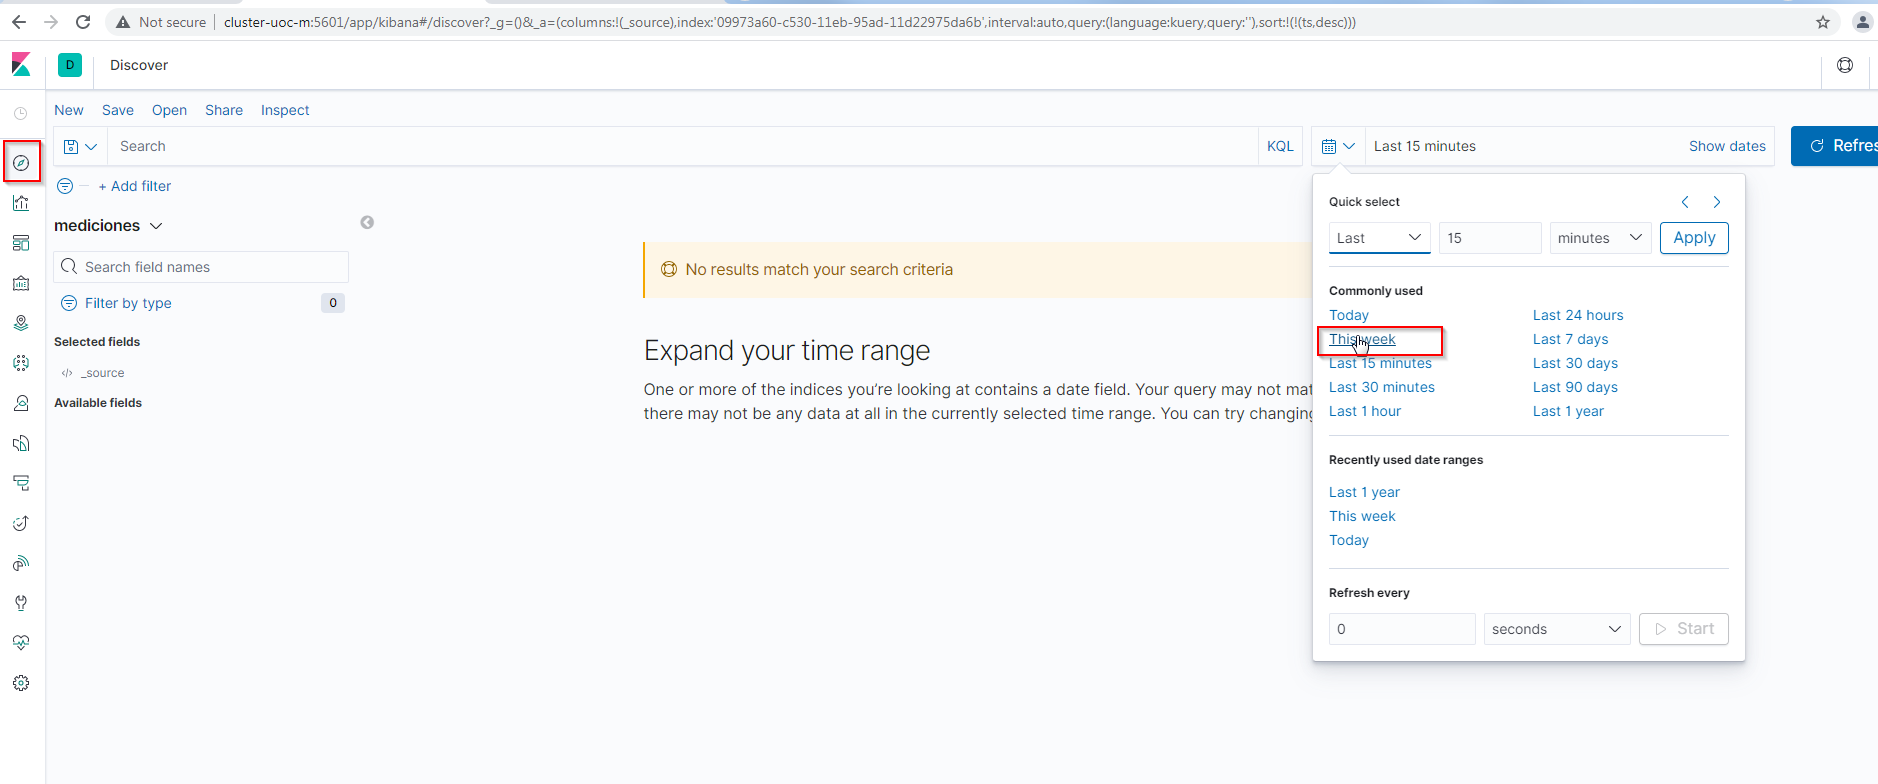 Not secure cluster-uoc-m:5601/app/kibana#/discover?_g=()&_a=(columns:!(_source),index:'09973a60-c530-11eb-95ad-11d22975da6b',interval:auto,query:(language:kuery,query:''),sort:!(!(ts,desc)))
D Discover
New Save Open Share Inspect
Search KQL Last 15 minutes Show dates Refres
+ Add filter
mediciones
Search field names
Filter by type 0
Selected fields
</> _source
Available fields
No results match your search criteria
Expand your time range
One or more of the indices you're looking at contains a date field. Your query may not mat
there may not be any data at all in the currently selected time range. You can try changing
Quick select
Last 15 minutes Apply
Commonly used
Today
This week
Last 15 minutes
Last 30 minutes
Last 1 hour
Last 24 hours
Last 7 days
Last 30 days
Last 90 days
Last 1 year
Recently used date ranges
Last 1 year
This week
Today
Refresh every
0 seconds Start